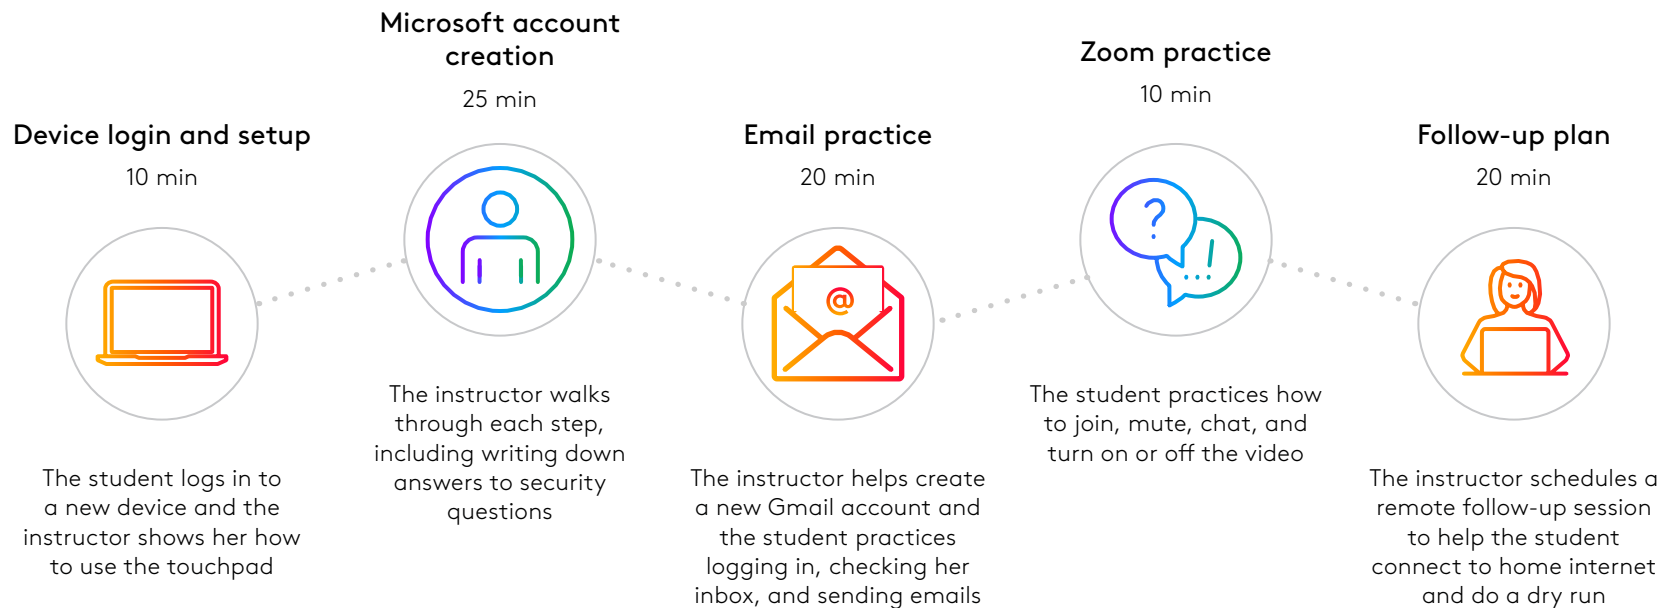 Device login and setup
10 min
The student logs in to
a new device and the
instructor shows her how
to use the touchpad
Microsoft account
creation
25 min
The instructor walks
through each step,
including writing down
answers to security
questions
Email practice
20 min
@
The instructor helps create
a new Gmail account and
the student practices
logging in, checking her
inbox, and sending emails
Zoom practice
10 min
?
...!
The student practices how
to join, mute, chat, and
turn on or off the video
Follow-up plan
20 min
The instructor schedules a
remote follow-up session
to help the student
connect to home internet
and do a dry run